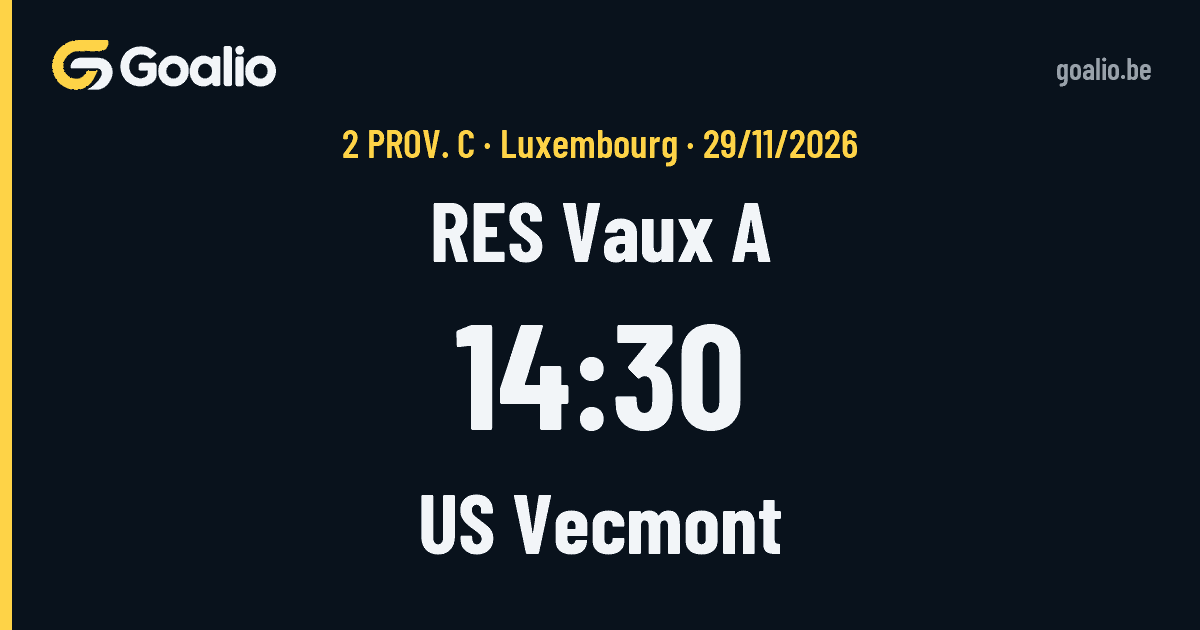 Goalio
goalio.be
2 PROV. C · Luxembourg · 29/11/2026
RES Vaux A
14:30
US Vecmont